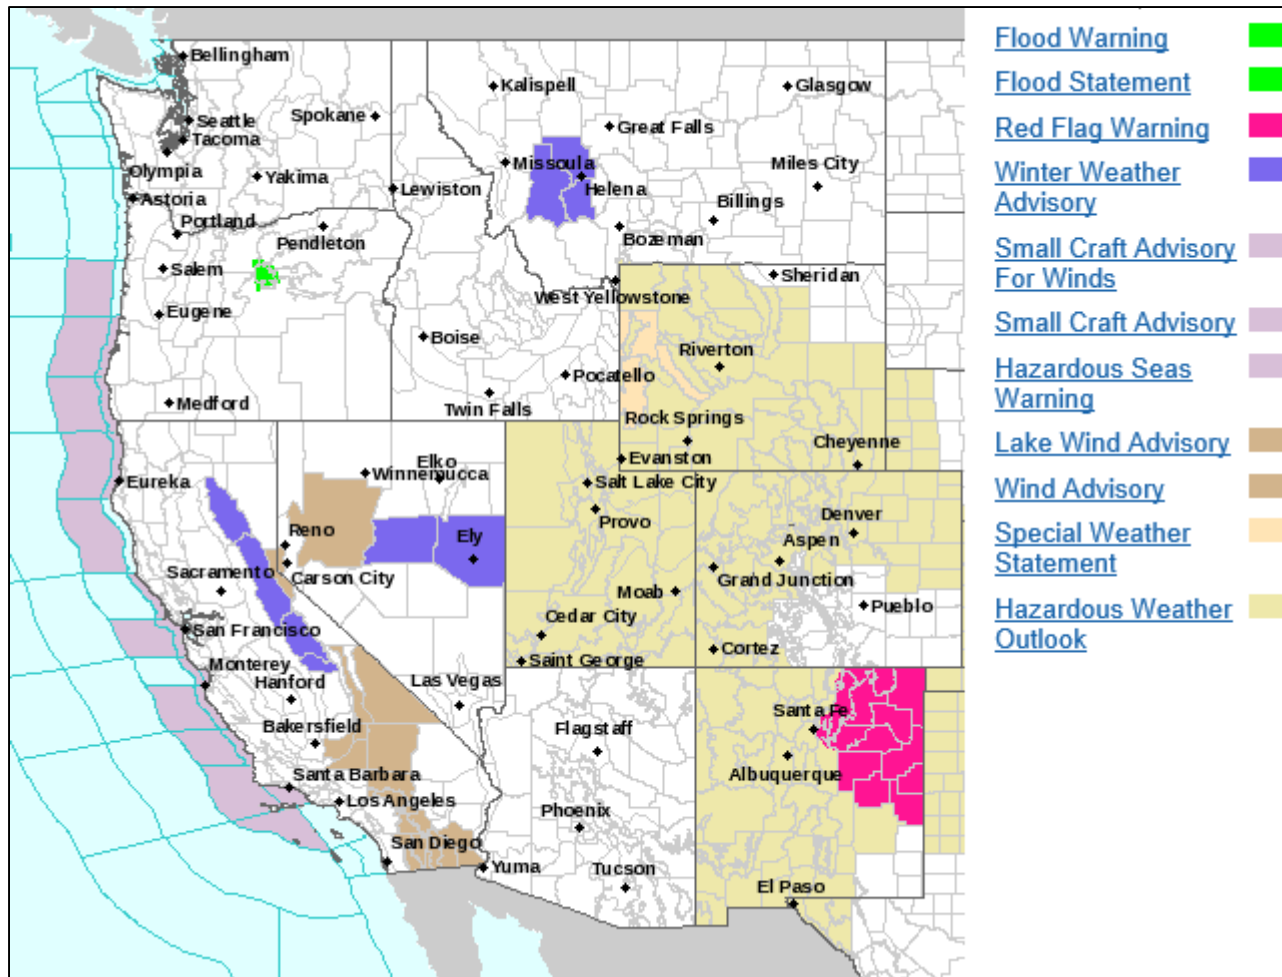 Bellingham
Kalispell
Glasgow
Seattle
Spokane
Great Falls
Tacoma
Missoula
Miles City
Olympia
Yakima
Lewiston
Helena
Astoria
Billings
Portland
Pendleton
Bozeman
Salem
Sheridan
West Yellowstone
Eugene
Boise
Riverton
Pocatello
Medford
Twin Falls
Rock Springs
Cheyenne
Elko
Evanston
Winnemucca
Eureka
Salt Lake City
Denver
Provo
Reno
Ely
Aspen
Sacramento
Carson City
Grand Junction
Moab
Pueblo
Cedar City
San Francisco
Cortez
Saint George
Monterey
Hanford
Las Vegas
Santa Fe
Bakersfield
Flagstaff
Albuquerque
Santa Barbara
Los Angeles
Phoenix
San Diego
Yuma
Tucson
El Paso
Flood Warning
Flood Statement
Red Flag Warning
Winter Weather
Advisory
Small Craft Advisory
For Winds
Small Craft Advisory
Hazardous Seas
Warning
Lake Wind Advisory
Wind Advisory
Special Weather
Statement
Hazardous Weather
Outlook